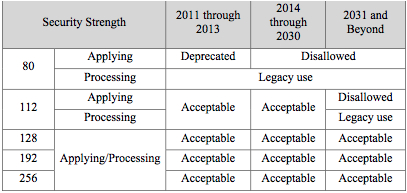 Security Strength 2011 through 2013 2014 through 2030 2031 and Beyond
80 Applying Deprecated Disallowed
Processing Legacy use
112 Applying Acceptable Acceptable Disallowed
Processing Legacy use
128 Applying/Processing Acceptable Acceptable Acceptable
192 Acceptable Acceptable Acceptable
256 Acceptable Acceptable Acceptable